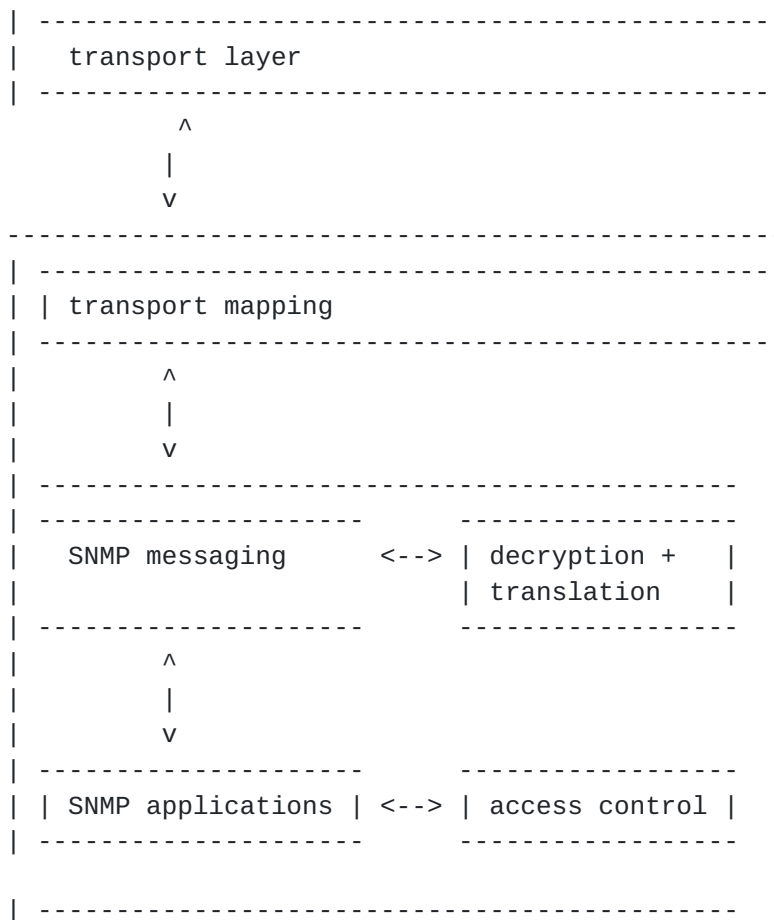 | -----------------------------------------------
|   transport layer
| -----------------------------------------------
           ^
          |
          v
-------------------------------------------------
| -----------------------------------------------
| | transport mapping
| -----------------------------------------------
|         ^
|         |
|         v
| ---------------------------------------------
| ---------------------      ------------------
|   SNMP messaging      <--> | decryption +   |
|                            | translation    |
| ---------------------      ------------------
|         ^
|         |
|         v
| ---------------------      ------------------
| | SNMP applications | <--> | access control |
| ---------------------      ------------------
| ---------------------------------------------